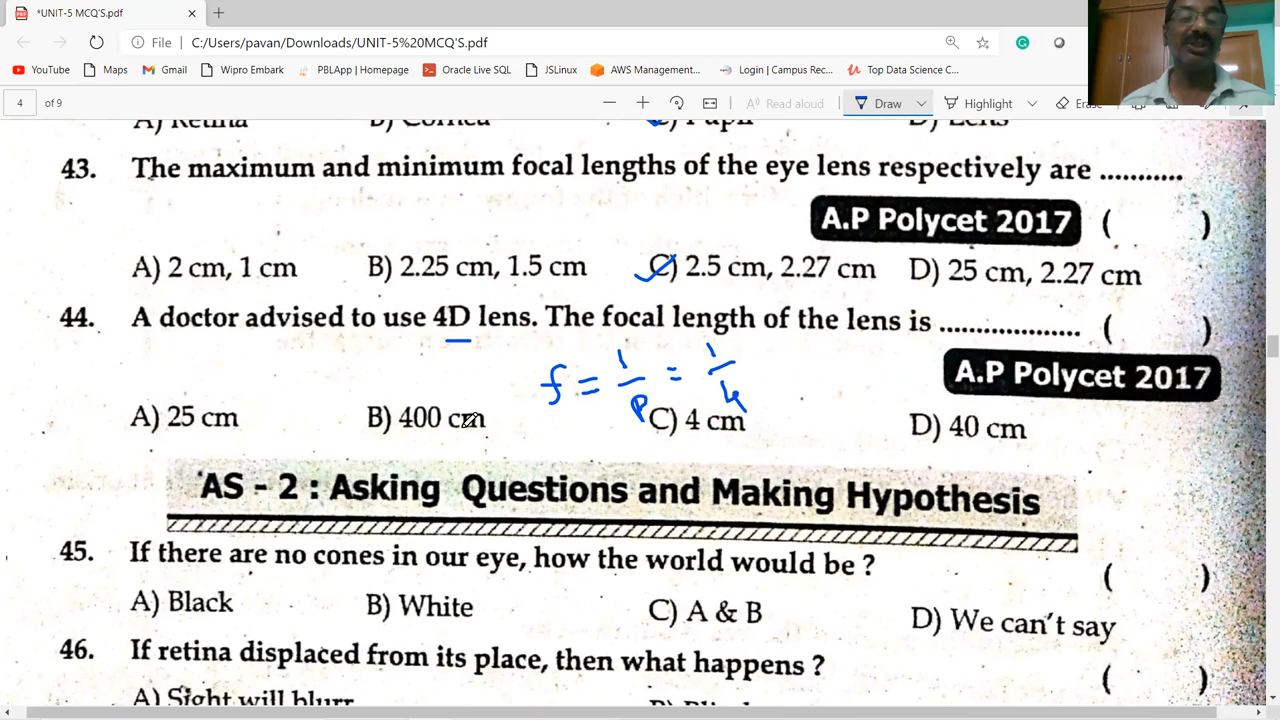 *UNIT-5 MCQ'S.pdf
File C:/Users/pavan/Downloads/UNIT-5%20MCQ'S.pdf
YouTube Maps Gmail Wipro Embark PBLApp | Homepage Oracle Live SQL JSLinux AWS Management... Login | Campus Rec... Top Data Science C...
4 of 9 Read aloud Draw Highlight
A) Retina B) Cornea C) Pupil D) Lens
43. The maximum and minimum focal lengths of the eye lens respectively are ...........
A.P Polycet 2017 ( )
A) 2 cm, 1 cm B) 2.25 cm, 1.5 cm C) 2.5 cm, 2.27 cm D) 25 cm, 2.27 cm
44. A doctor advised to use 4D lens. The focal length of the lens is .................... ( )
f = 1/P = 1/4
A.P Polycet 2017
A) 25 cm B) 400 cm C) 4 cm D) 40 cm
AS - 2 : Asking Questions and Making Hypothesis
45. If there are no cones in our eye, how the world would be ? ( )
A) Black B) White C) A & B D) We can't say
46. If retina displaced from its place, then what happens ? ( )
A) Sight will blurr